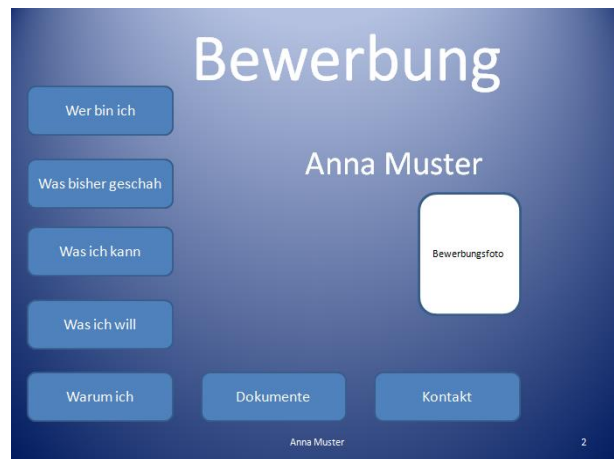 Bewerbung
Wer bin ich
Anna Muster
Was bisher geschah
Was ich kann
Bewerbungsfoto
Was ich will
Warum ich
Dokumente
Kontakt
Anna Muster
2